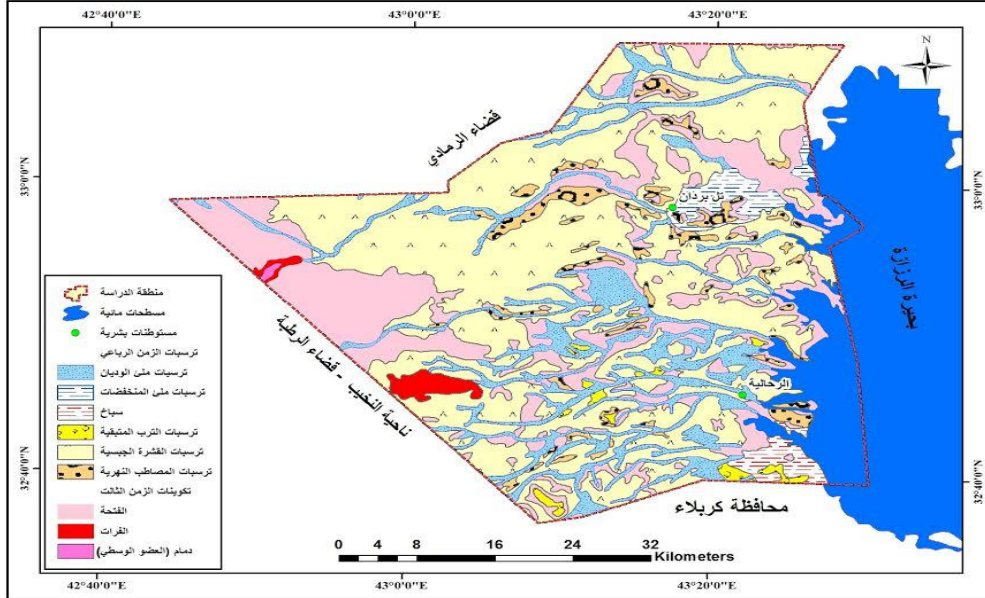 42°40'0"E
43°0'0"E
43°20'0"E
N
قضاء الرمادي
33°0'0"N
33°0'0"N
تل بردان
بحيرة الرزازة
منطقة الدراسة
مسطحات مائية
مستوطنات بشرية
ترسبات الزمن الرباعي
ترسبات ملئ الوديان
ترسبات ملئ المنخفضات
سباخ
ترسبات الترب المتبقية
ترسبات القشرة الجبسية
ترسبات المصاطب النهرية
تكوينات الزمن الثالث
الفتحة
الفرات
دمام (العضو الوسطي)
ناحية النخيب - قضاء الرطبة
الرحالية
32°40'0"N
32°40'0"N
محافظة كربلاء
0 4 8 16 24 32
Kilometers
42°40'0"E
43°0'0"E
43°20'0"E